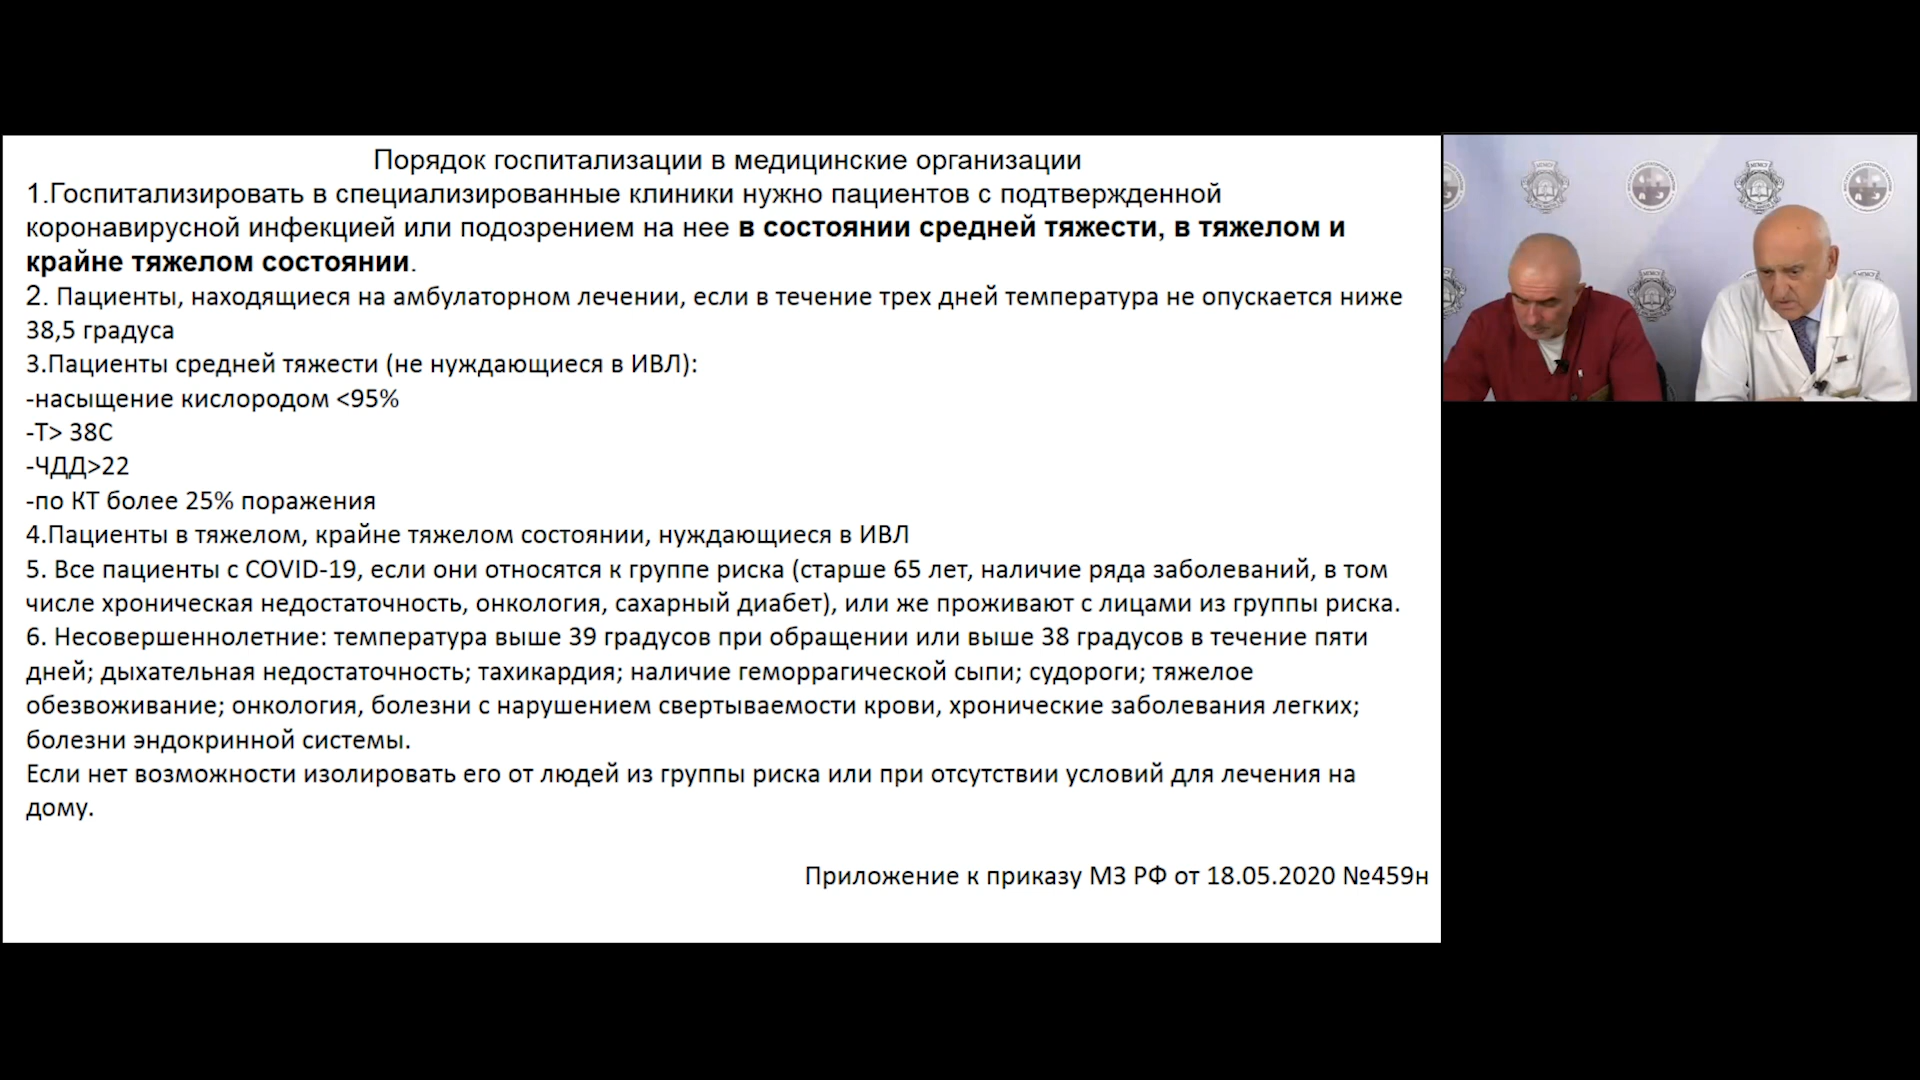 Порядок госпитализации в медицинские организации
1.Госпитализировать в специализированные клиники нужно пациентов с подтвержденной
коронавирусной инфекцией или подозрением на нее в состоянии средней тяжести, в тяжелом и
крайне тяжелом состоянии.
2. Пациенты, находящиеся на амбулаторном лечении, если в течение трех дней температура не опускается ниже
38,5 градуса
3.Пациенты средней тяжести (не нуждающиеся в ИВЛ):
-насыщение кислородом <95%
-Т> 38С
-ЧДД>22
-по КТ более 25% поражения
4.Пациенты в тяжелом, крайне тяжелом состоянии, нуждающиеся в ИВЛ
5. Все пациенты с COVID-19, если они относятся к группе риска (старше 65 лет, наличие ряда заболеваний, в том
числе хроническая недостаточность, онкология, сахарный диабет), или же проживают с лицами из группы риска.
6. Несовершеннолетние: температура выше 39 градусов при обращении или выше 38 градусов в течение пяти
дней; дыхательная недостаточность; тахикардия; наличие геморрагической сыпи; судороги; тяжелое
обезвоживание; онкология, болезни с нарушением свертываемости крови, хронические заболевания легких;
болезни эндокринной системы.
Если нет возможности изолировать его от людей из группы риска или при отсутствии условий для лечения на
дому.
Приложение к приказу МЗ РФ от 18.05.2020 №459н